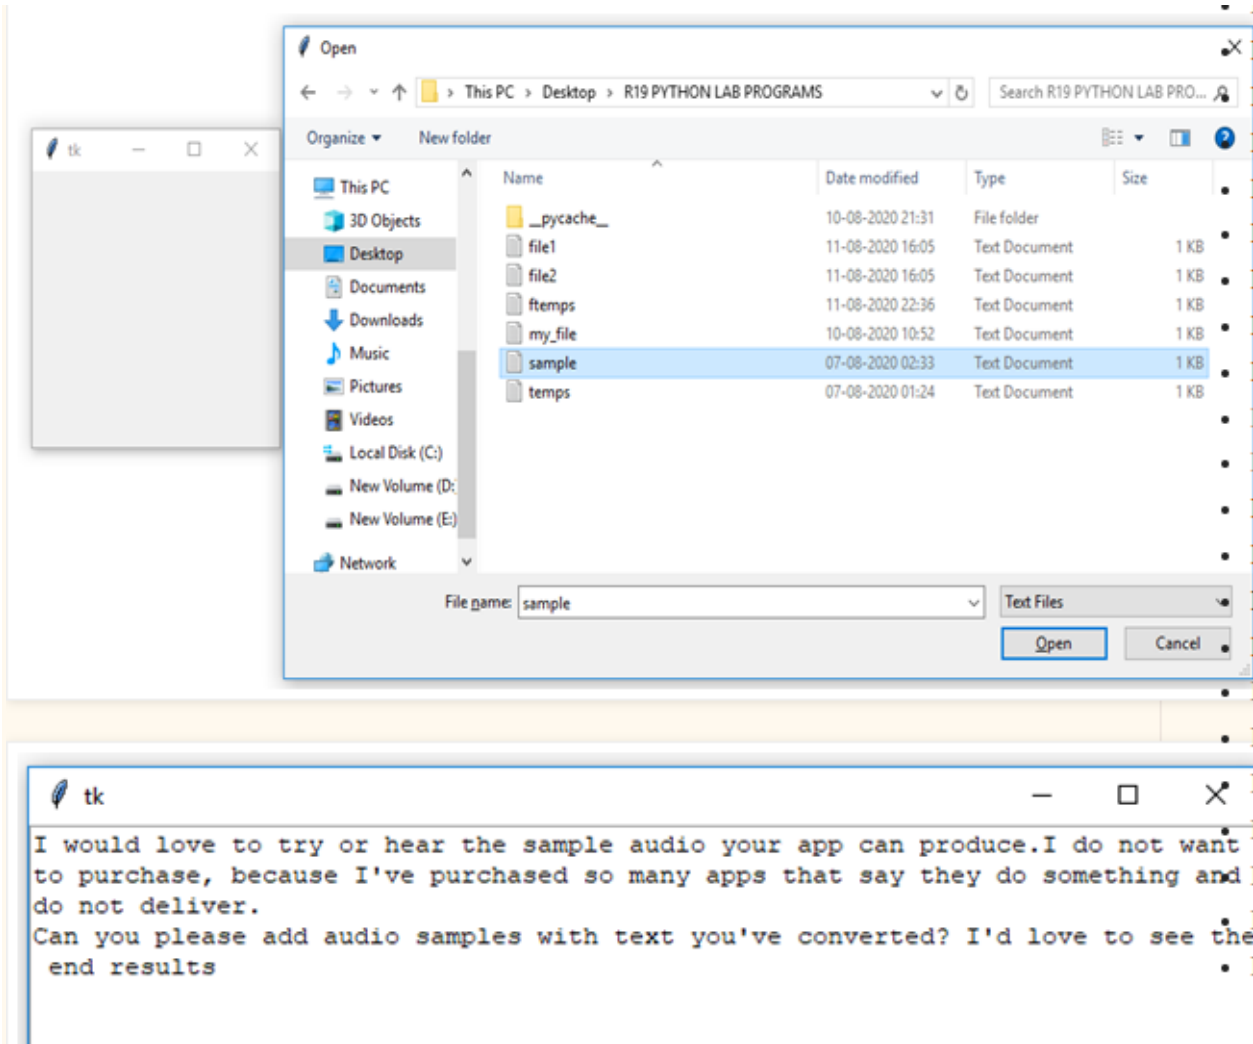 Open
This PC > Desktop > R19 PYTHON LAB PROGRAMS
Search R19 PYTHON LAB PRO...
Organize
New folder
tk
This PC
3D Objects
Desktop
Documents
Downloads
Music
Pictures
Videos
Local Disk (C:)
New Volume (D:
New Volume (E:)
Network
Name Date modified Type Size
__pycache__ 10-08-2020 21:31 File folder
file1 11-08-2020 16:05 Text Document 1 KB
file2 11-08-2020 16:05 Text Document 1 KB
ftemps 11-08-2020 22:36 Text Document 1 KB
my_file 10-08-2020 10:52 Text Document 1 KB
sample 07-08-2020 02:33 Text Document 1 KB
temps 07-08-2020 01:24 Text Document 1 KB
File name: sample
Text Files
Open
Cancel
tk
I would love to try or hear the sample audio your app can produce.I do not want
to purchase, because I've purchased so many apps that say they do something and
do not deliver.
Can you please add audio samples with text you've converted? I'd love to see the
end results